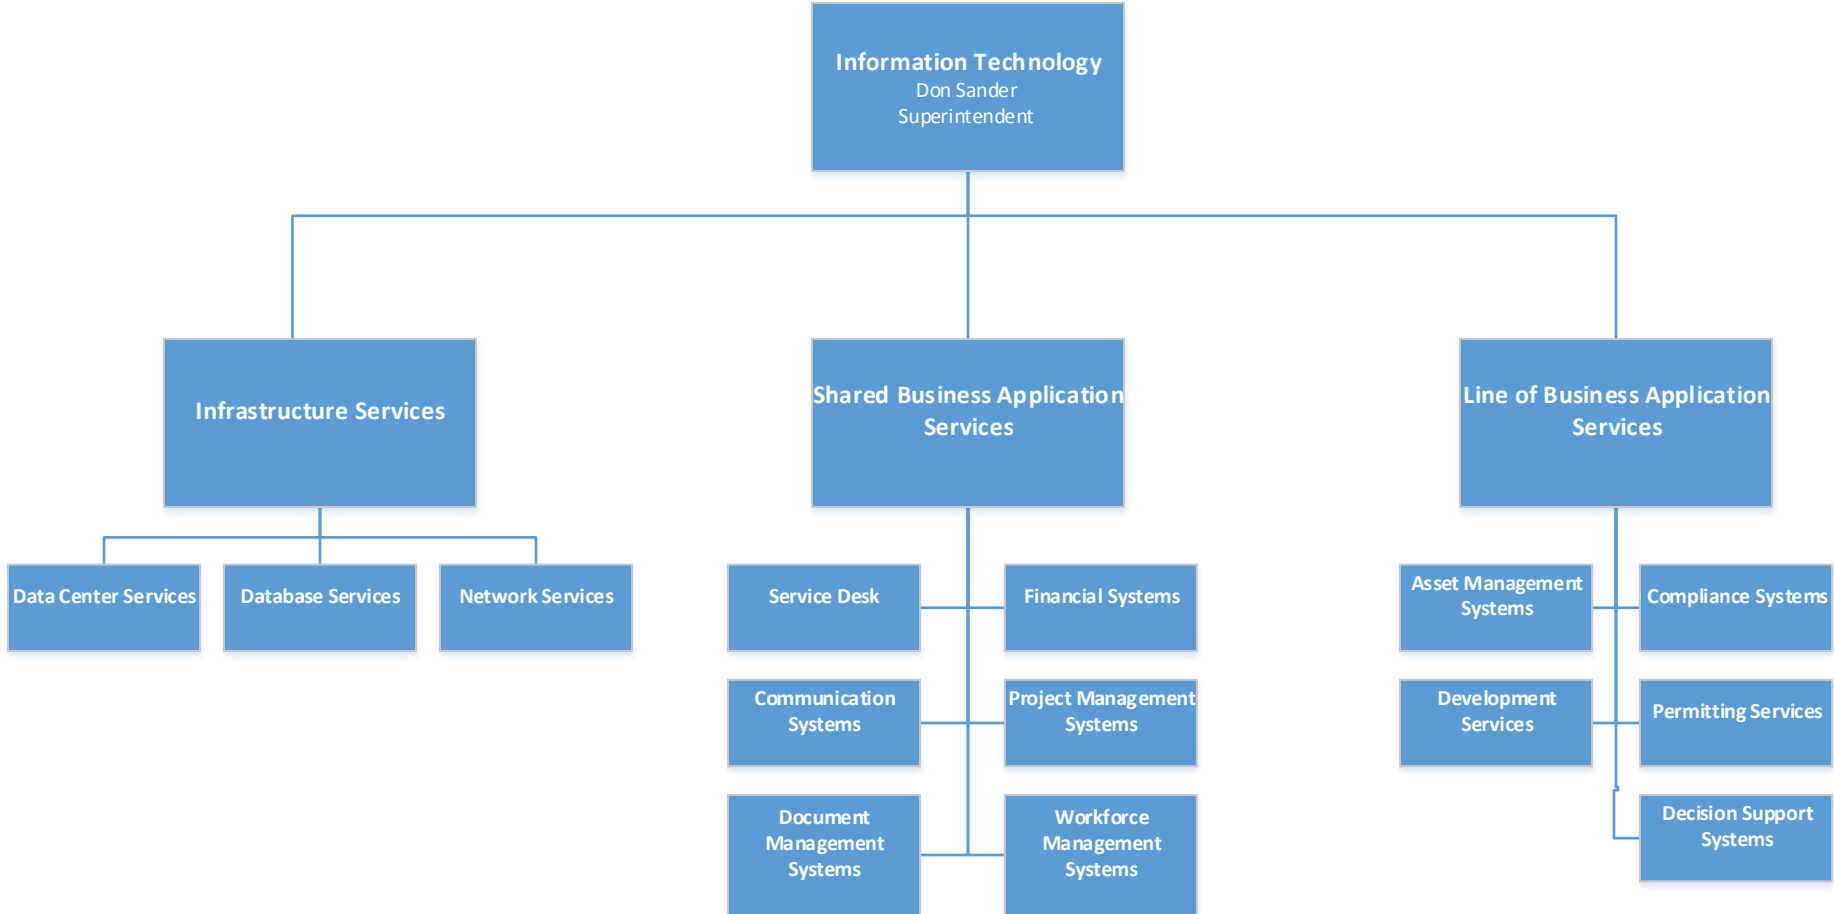 Information Technology
Don Sander
Superintendent
Infrastructure Services
Shared Business Application
Services
Line of Business Application
Services
Data Center Services
Database Services
Network Services
Service Desk
Financial Systems
Asset Management
Systems
Compliance Systems
Communication
Systems
Project Management
Systems
Development
Services
Permitting Services
Document
Management
Systems
Workforce
Management
Systems
Decision Support
Systems